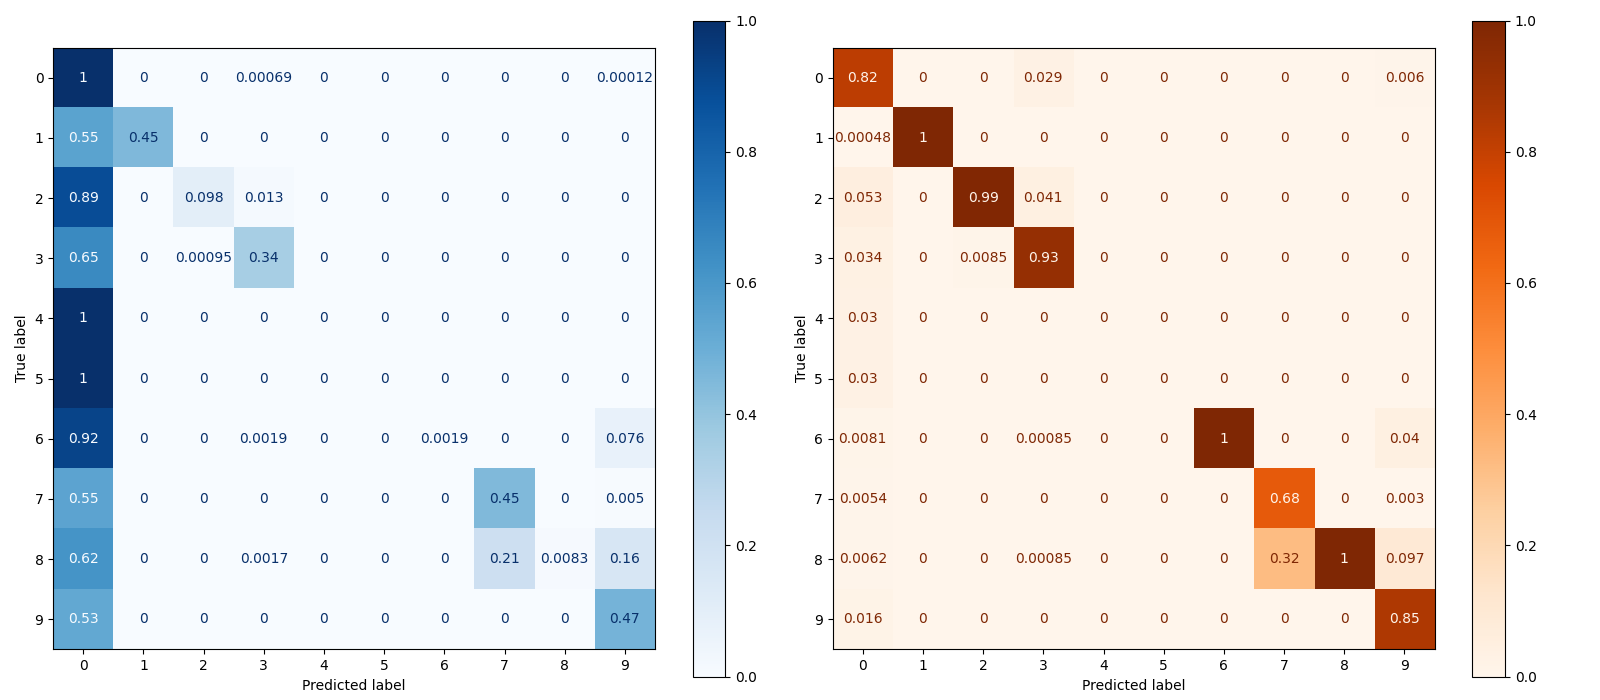 1.0
0 1 0 0 0.00069 0 0 0 0 0 0.00012
1 0.55 0.45 0 0 0 0 0 0 0 0
0.8
2 0.89 0 0.098 0.013 0 0 0 0 0 0
3 0.65 0 0.00095 0.34 0 0 0 0 0 0
0.6
4 1 0 0 0 0 0 0 0 0 0
True label
5 1 0 0 0 0 0 0 0 0 0
0.4
6 0.92 0 0 0.0019 0 0 0.0019 0 0 0.076
7 0.55 0 0 0 0 0 0 0.45 0 0.005
0.2
8 0.62 0 0 0.0017 0 0 0 0.21 0.0083 0.16
9 0.53 0 0 0 0 0 0 0 0 0.47
0 1 2 3 4 5 6 7 8 9
0.0
Predicted label
1.0
0 0.82 0 0 0.029 0 0 0 0 0 0.006
1 0.00048 1 0 0 0 0 0 0 0 0
0.8
2 0.053 0 0.99 0.041 0 0 0 0 0 0
3 0.034 0 0.0085 0.93 0 0 0 0 0 0
0.6
4 0.03 0 0 0 0 0 0 0 0 0
True label
5 0.03 0 0 0 0 0 0 0 0 0
0.4
6 0.0081 0 0 0.00085 0 0 1 0 0 0.04
7 0.0054 0 0 0 0 0 0 0.68 0 0.003
0.2
8 0.0062 0 0 0.00085 0 0 0 0.32 1 0.097
9 0.016 0 0 0 0 0 0 0 0 0.85
0 1 2 3 4 5 6 7 8 9
0.0
Predicted label